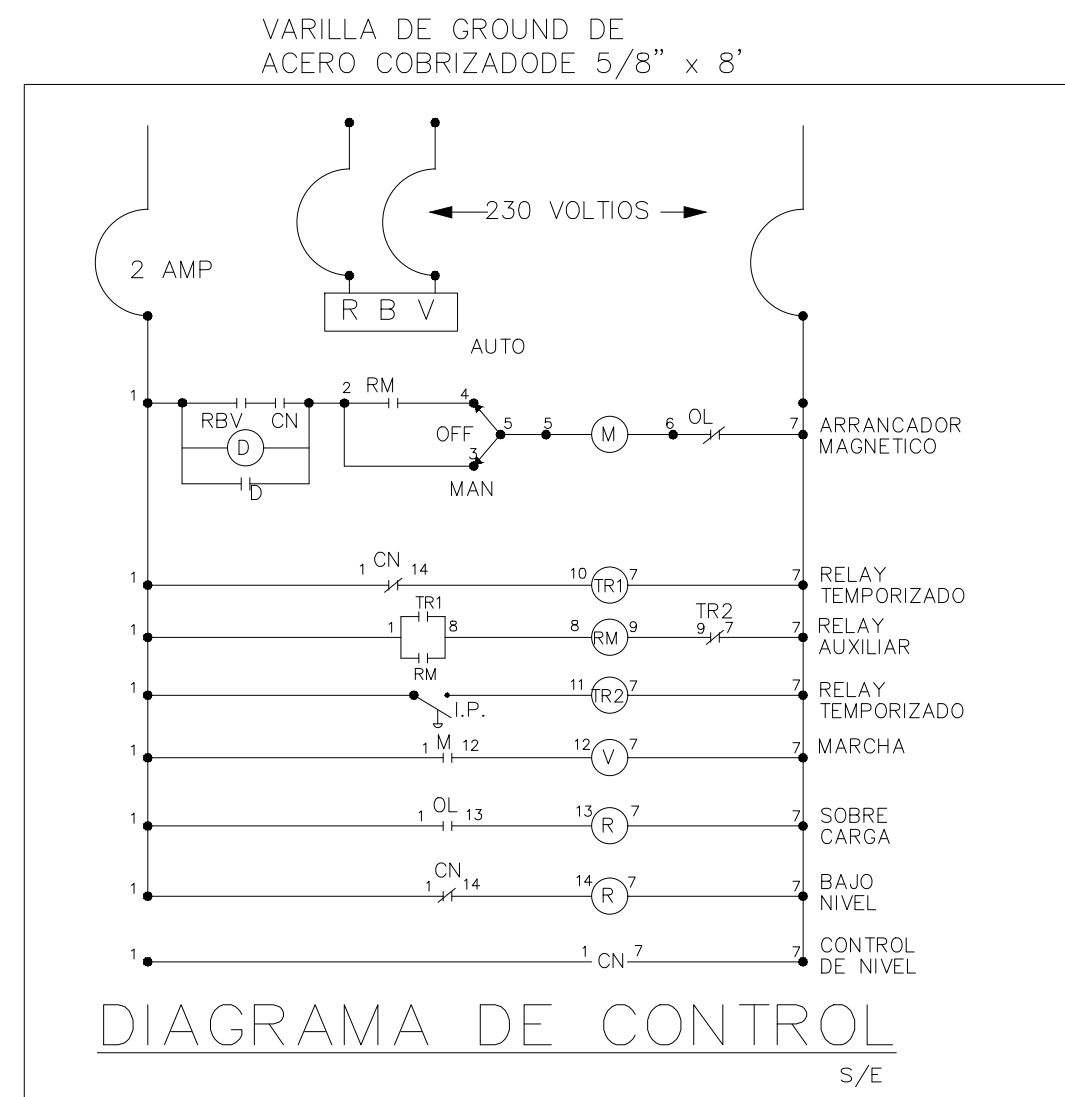 VARILLA DE GROUND DE
ACERO COBRIZADODE 5/8" x 8'
230 VOLTIOS
2 AMP
R B V
AUTO
1 2 RM 4
RBV CN
D
D
OFF 5 5 M 6 OL 7
3
MAN
ARRANCADOR
MAGNETICO
1 1 CN 14 10 TR1 7 7
RELAY
TEMPORIZADO
1 1 TR1 8 8 RM 9 9 TR2 7 7
RM
RELAY
AUXILIAR
1 I.P. 11 TR2 7 7
RELAY
TEMPORIZADO
1 1 M 12 12 V 7 7 MARCHA
1 1 OL 13 13 R 7 7
SOBRE
CARGA
1 1 CN 14 14 R 7 7
BAJO
NIVEL
1 1 CN 7 7
CONTROL
DE NIVEL
DIAGRAMA DE CONTROL
S/E